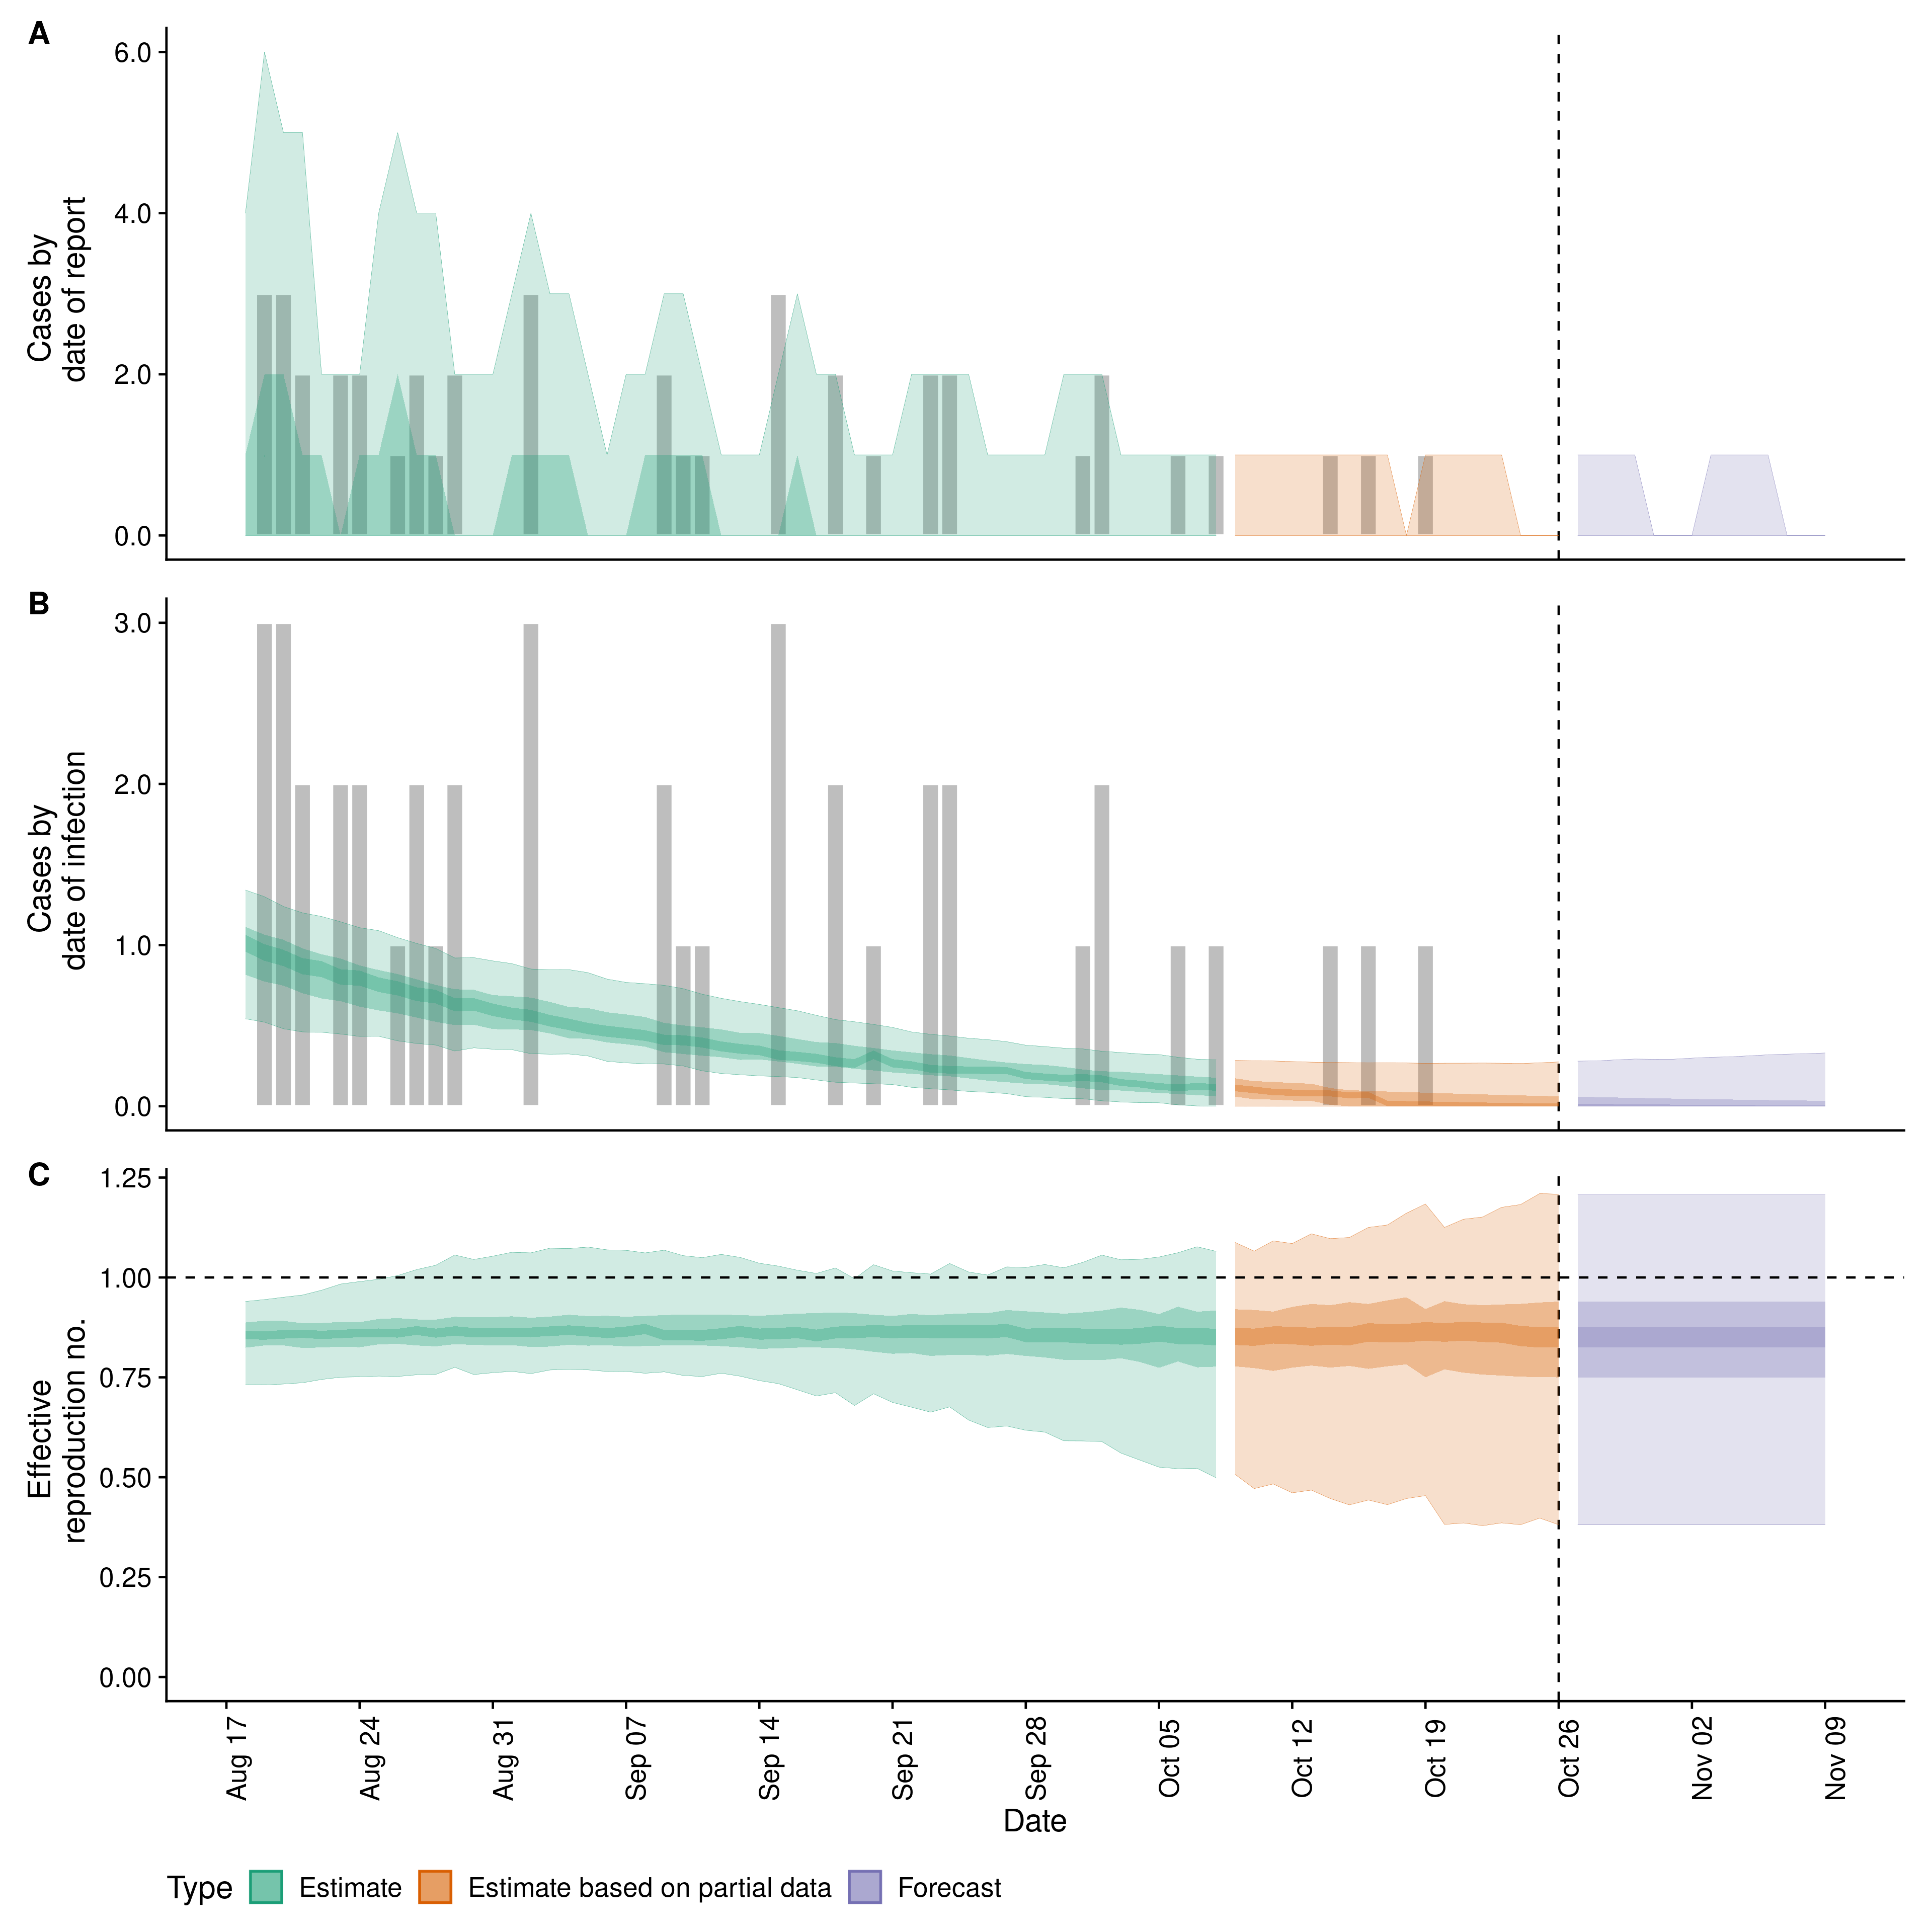 A
Cases by
date of report
6.0
4.0
2.0
0.0
B
Cases by
date of infection
3.0
2.0
1.0
0.0
C
Effective
reproduction no.
1.25
1.00
0.75
0.50
0.25
0.00
Aug 17
Aug 24
Aug 31
Sep 07
Sep 14
Sep 21
Sep 28
Oct 05
Oct 12
Oct 19
Oct 26
Nov 02
Nov 09
Date
Type Estimate Estimate based on partial data Forecast